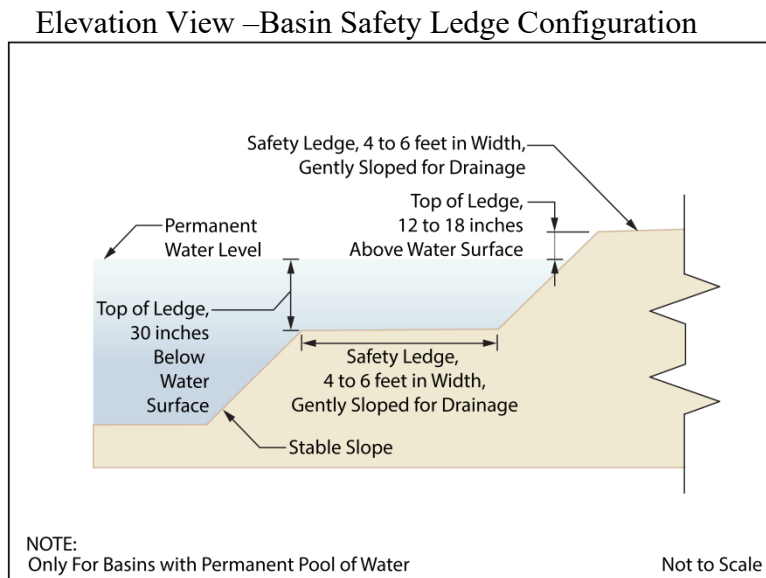 Elevation View –Basin Safety Ledge Configuration
Safety Ledge, 4 to 6 feet in Width,
Gently Sloped for Drainage
Top of Ledge,
12 to 18 inches
Above Water Surface
Permanent
Water Level
Top of Ledge,
30 inches
Below
Water
Surface
Safety Ledge,
4 to 6 feet in Width,
Gently Sloped for Drainage
Stable Slope
NOTE:
Only For Basins with Permanent Pool of Water
Not to Scale